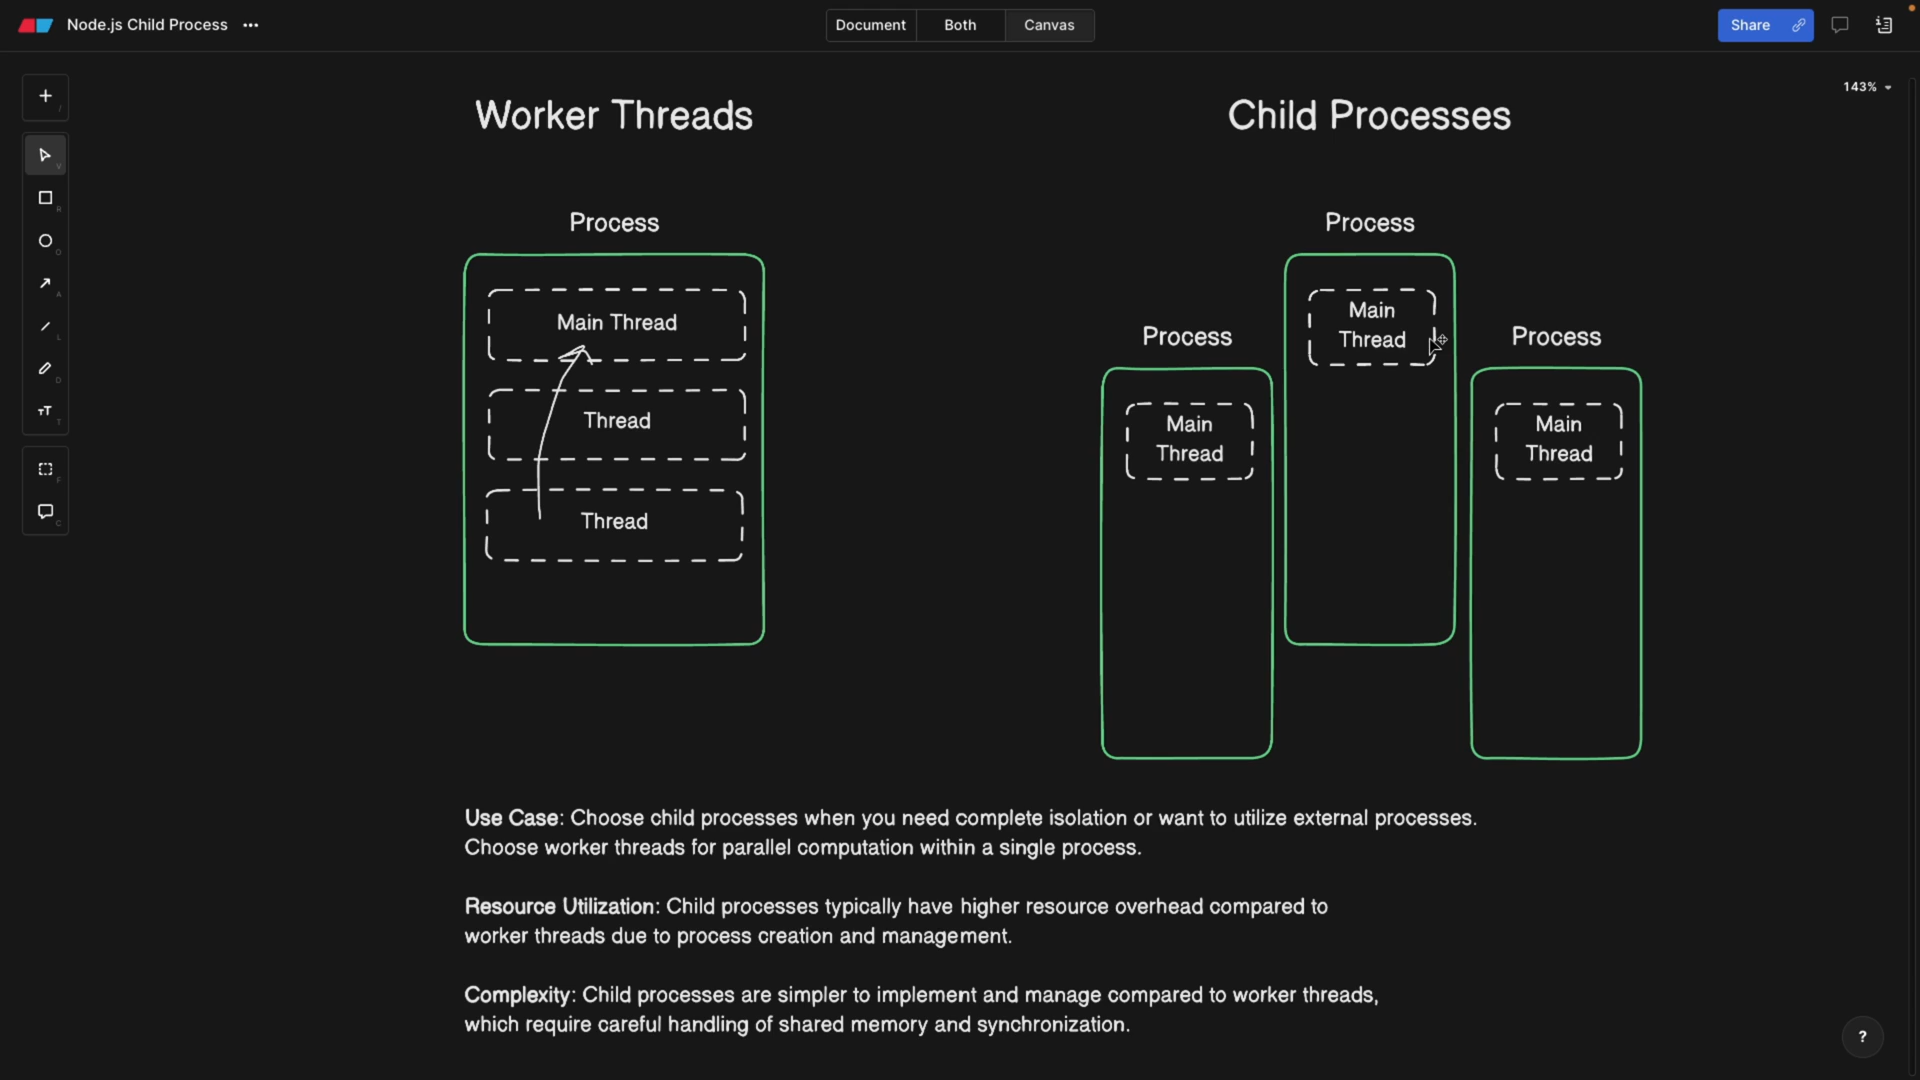 Node.js Child Process
Document
Both
Canvas
Share
143%
Worker Threads
Child Processes
Process
Main Thread
Thread
Thread
Process
Main
Thread
Process
Main
Thread
Process
Main
Thread
Use Case: Choose child processes when you need complete isolation or want to utilize external processes.
Choose worker threads for parallel computation within a single process.
Resource Utilization: Child processes typically have higher resource overhead compared to
worker threads due to process creation and management.
Complexity: Child processes are simpler to implement and manage compared to worker threads,
which require careful handling of shared memory and synchronization.
/
V
R
O
A
L
D
TT
T
F
C
?